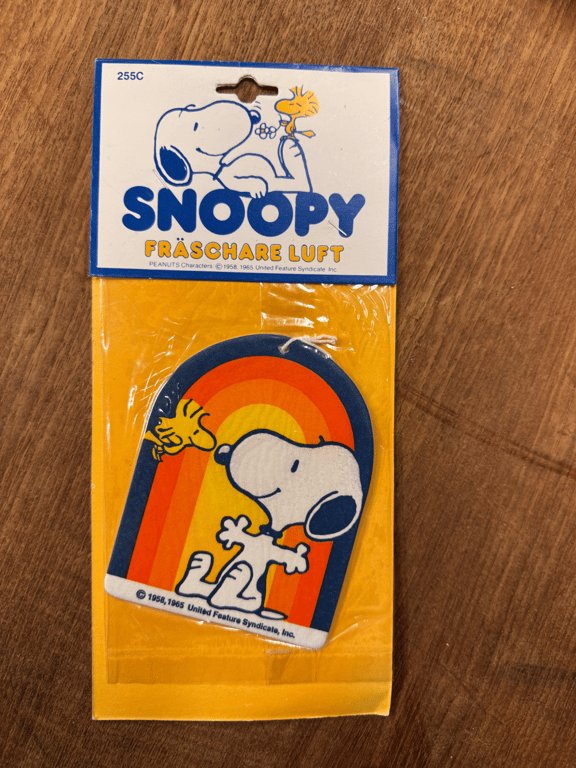 255C
SNOOPY
FRÄSCHARE LUFT
PEANUTS Characters: © 1958, 1965 United Feature Syndicate, Inc.
© 1958, 1965 United Feature Syndicate, Inc.